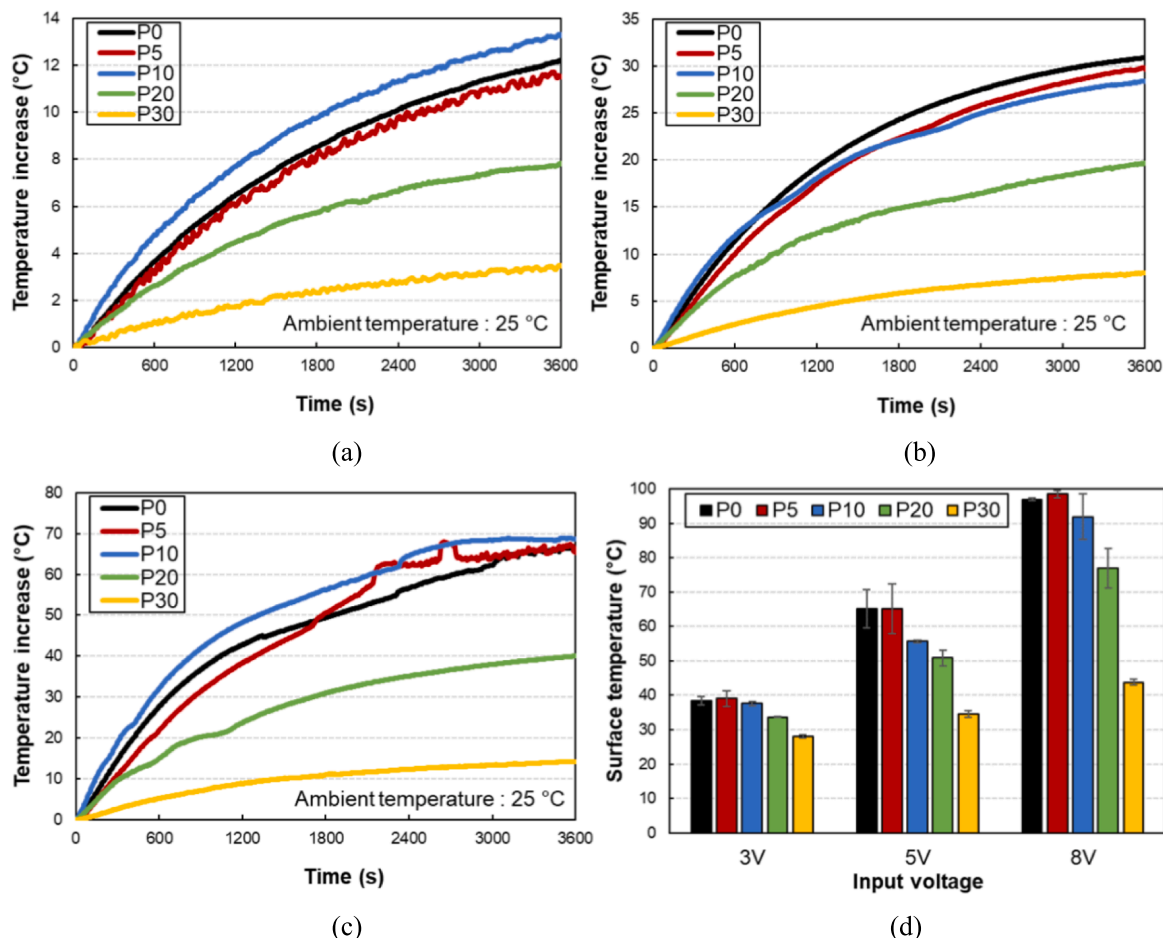 14
12
10
8
6
4
2
0
Temperature increase (°C)
P0
P5
P10
P20
P30
Ambient temperature : 25 °C
0 600 1200 1800 2400 3000 3600
Time (s)
(a)
35
30
25
20
15
10
5
0
Temperature increase (°C)
P0
P5
P10
P20
P30
Ambient temperature : 25 °C
0 600 1200 1800 2400 3000 3600
Time (s)
(b)
80
70
60
50
40
30
20
10
0
Temperature increase (°C)
P0
P5
P10
P20
P30
Ambient temperature : 25 °C
0 600 1200 1800 2400 3000 3600
Time (s)
(c)
100
90
80
70
60
50
40
30
20
10
0
Surface temperature (°C)
P0 P5 P10 P20 P30
3V 5V 8V
Input voltage
(d)